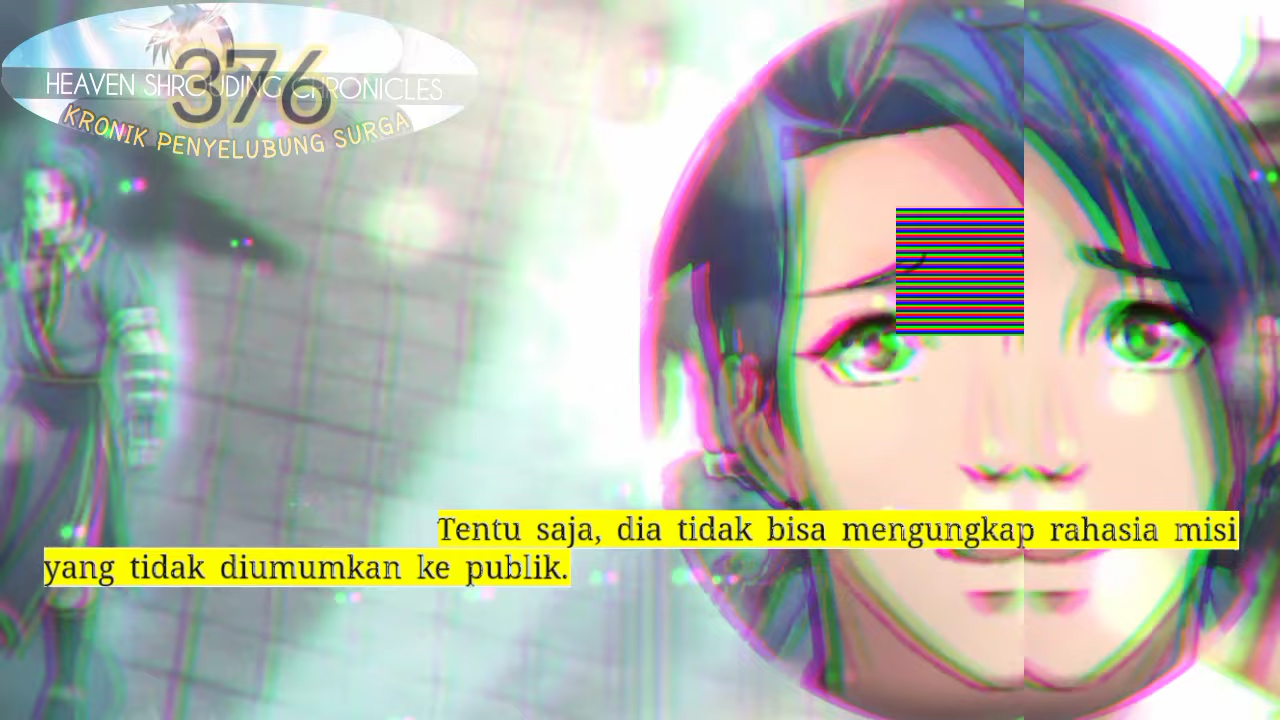 376
HEAVEN SHROUDING CHRONICLES
KRONIK PENYELUBUNG SURGA
Tentu saja, dia tidak bisa mengungkap rahasia misi
yang tidak diumumkan ke publik.